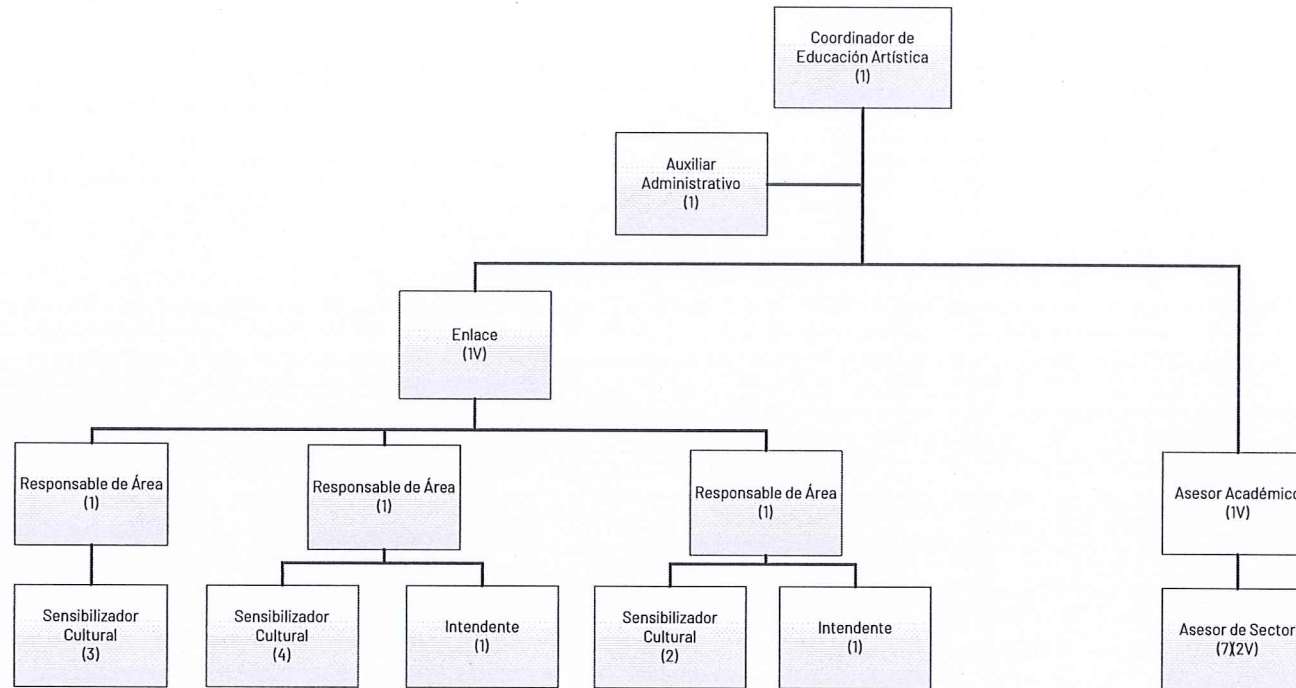 Coordinador de
Educación Artística
(1)
Auxiliar
Administrativo
(1)
Enlace
(1V)
Responsable de Área
(1)
Responsable de Área
(1)
Responsable de Área
(1)
Asesor Académico
(1V)
Sensibilizador
Cultural
(3)
Sensibilizador
Cultural
(4)
Intendente
(1)
Sensibilizador
Cultural
(2)
Intendente
(1)
Asesor de Sector
(7)(2V)